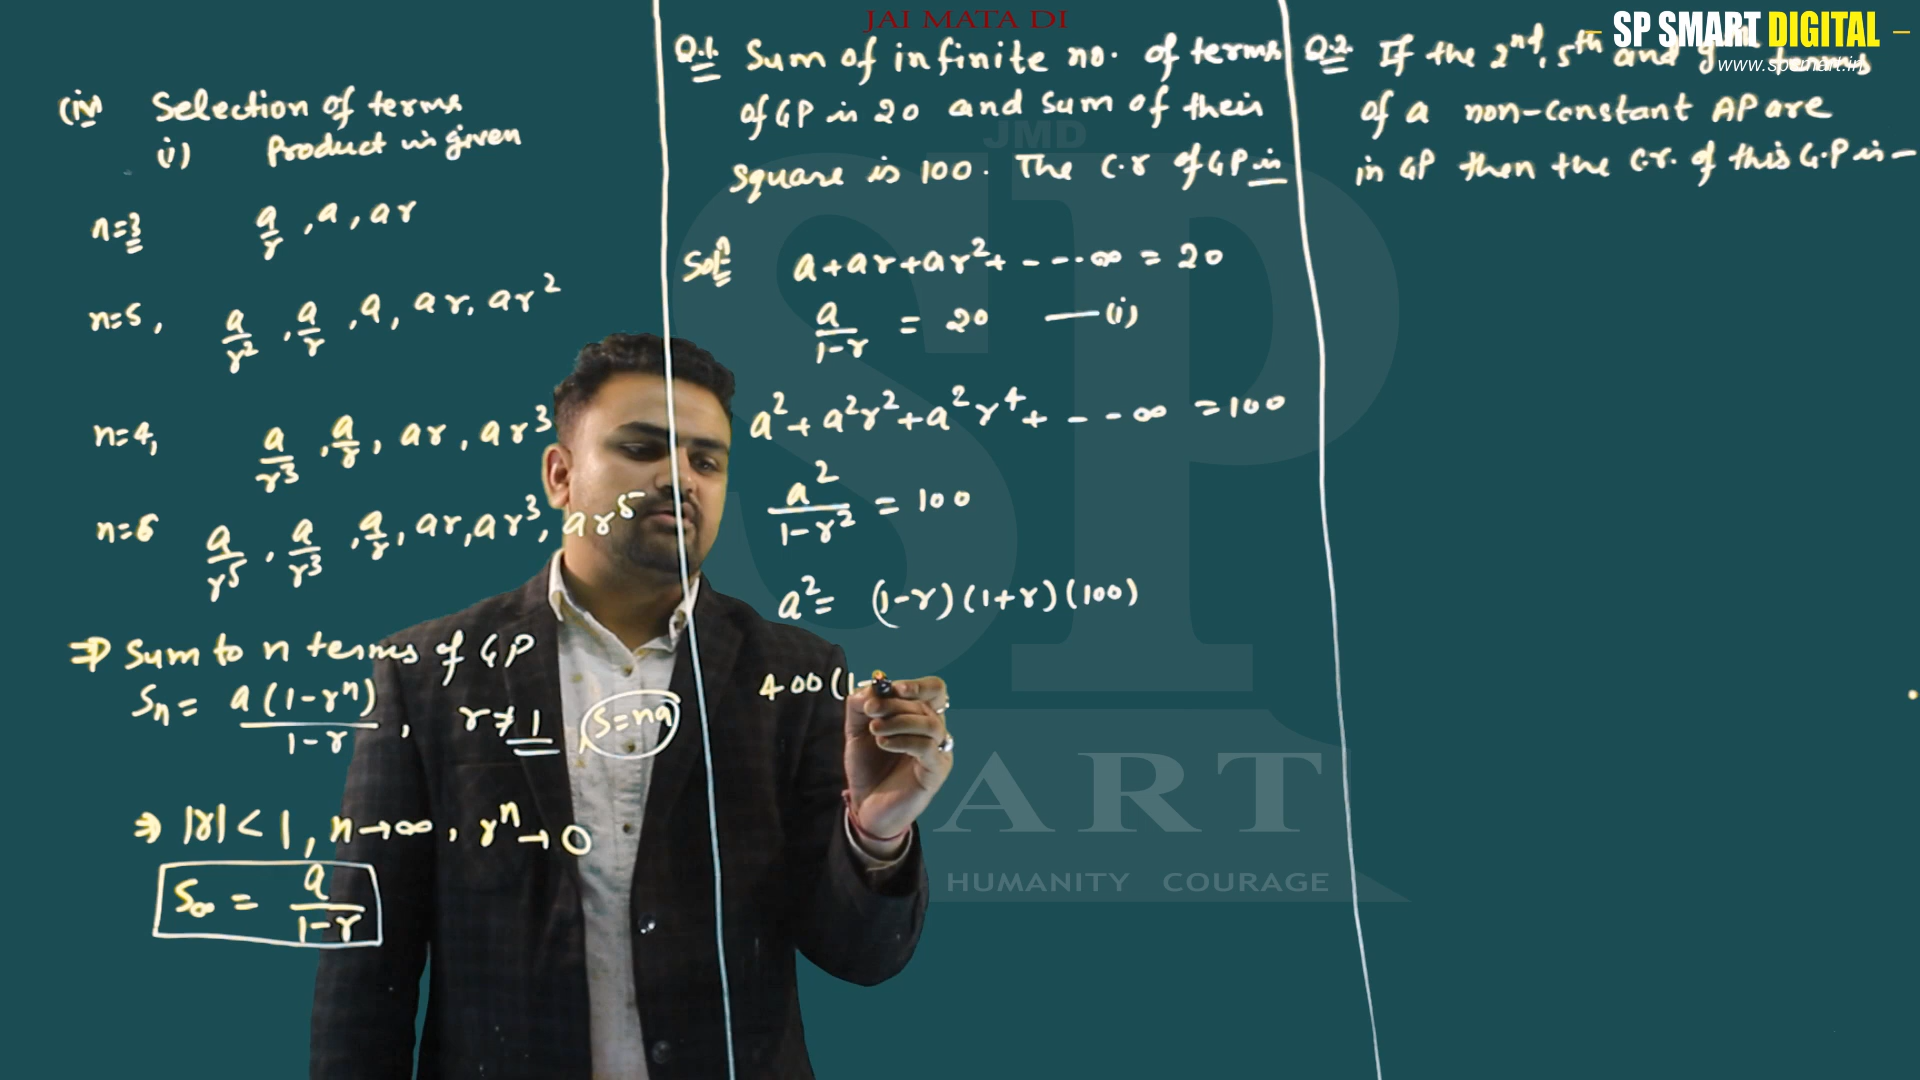 JAI MATA DI
SP SMART DIGITAL
www.spsmart.in
(iv) Selection of terms
(i) Product is given
n=3 a/r , a , ar
n=5, a/r² , a/r , a, ar, ar²
n=4, a/r³ , a/r , ar , ar³
n=6 a/r⁵ , a/r³ , a/r , ar, ar³, ar⁵
⇒ Sum to n terms of GP
Sn = a(1-rⁿ)/1-r , r≠1 , S=na
⇒ |r|<1, n→∞, rⁿ→0
S∞ = a/1-r
Q.1. Sum of infinite no. of terms
of GP is 20 and sum of their
square is 100. The C.r of GP is
Solⁿ a+ar+ar²+ - - - ∞ = 20
a/1-r = 20 —(i)
a²+a²r²+a²r⁴+ - - ∞ =100
a²/1-r² = 100
a² = (1-r)(1+r)(100)
400(1-
Q.2. If the 2nd, 5th and terms
of a non-constant AP are
in GP then the C.r. of this G.P is -
JMD
SP
ART
HUMANITY COURAGE